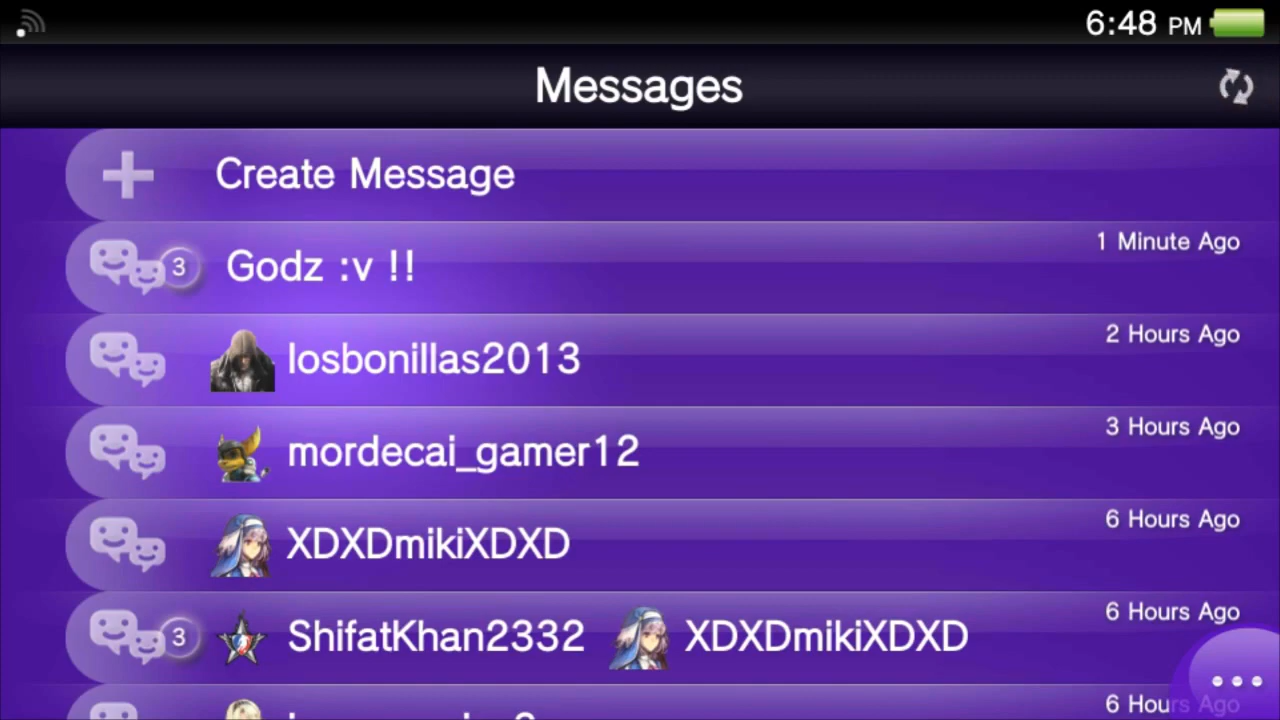 6:48 PM
Messages
Create Message
3 Godz :v !! 1 Minute Ago
losbonillas2013 2 Hours Ago
mordecai_gamer12 3 Hours Ago
XDXDmikiXDXD 6 Hours Ago
3 ShifatKhan2332 XDXDmikiXDXD 6 Hours Ago
6 Hours Ago